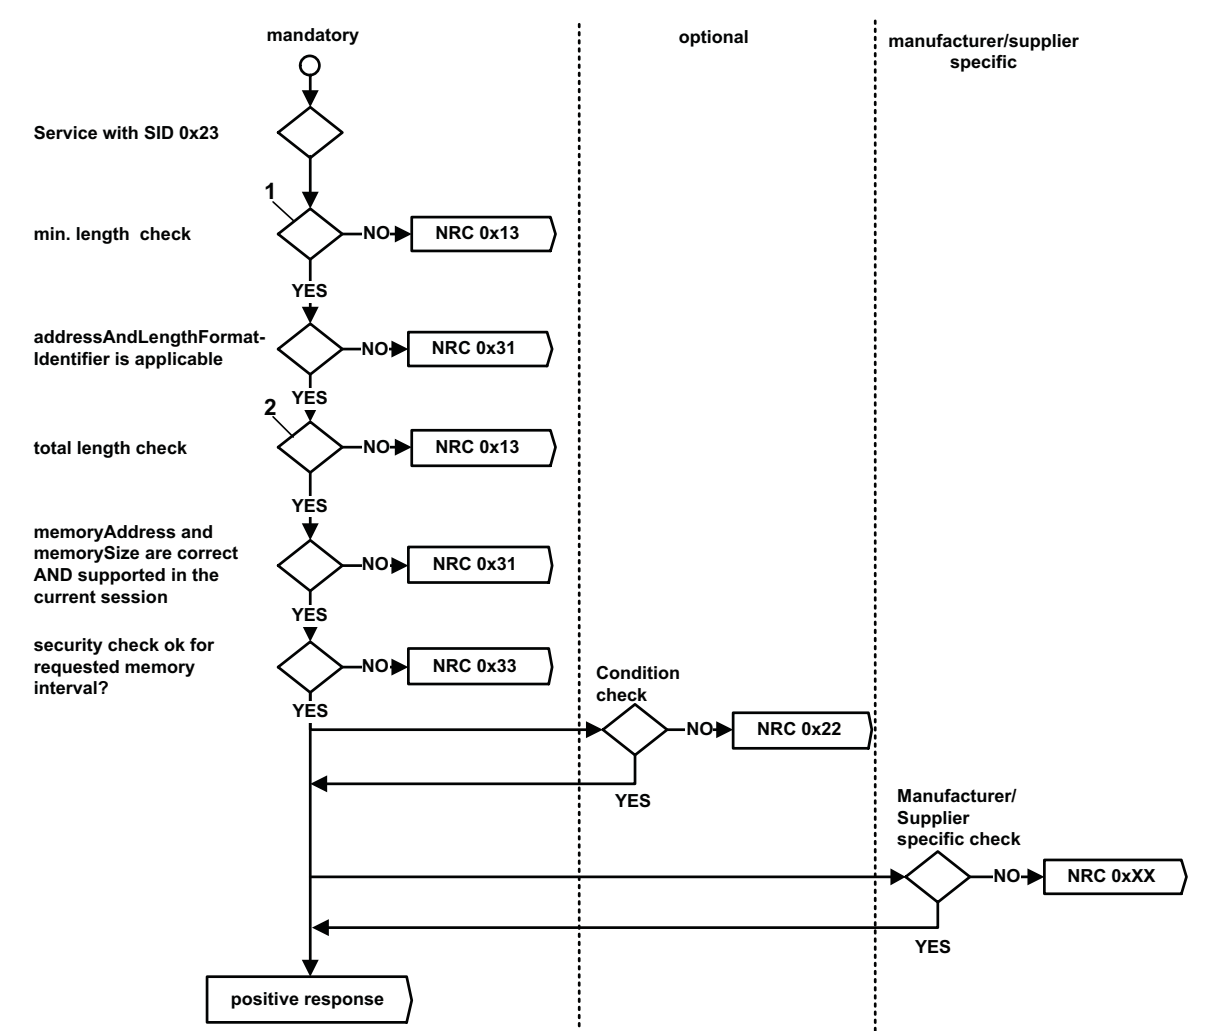 mandatory
optional
manufacturer/supplier
specific
Service with SID 0x23
1
min. length check
NO
NRC 0x13
YES
addressAndLengthFormat-
Identifier is applicable
NO
NRC 0x31
YES
2
total length check
NO
NRC 0x13
YES
memoryAddress and
memorySize are correct
AND supported in the
current session
NO
NRC 0x31
YES
security check ok for
requested memory
interval?
NO
NRC 0x33
YES
Condition
check
NO
NRC 0x22
YES
Manufacturer/
Supplier
specific check
NO
NRC 0xXX
YES
positive response